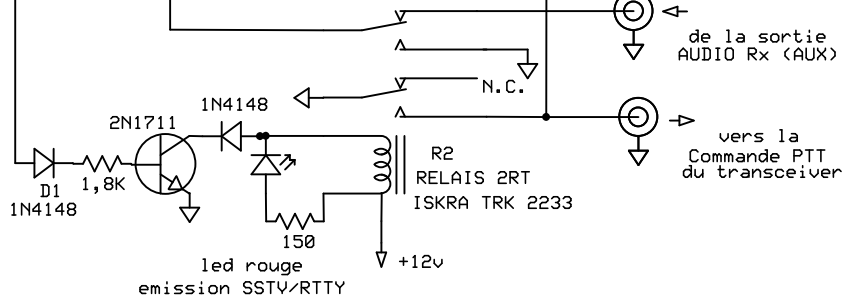 de la sortie
AUDIO Rx (AUX)
N.C.
1N4148
2N1711
vers la
Commande PTT
du transceiver
R2
RELAIS 2RT
ISKRA TRK 2233
D1
1N4148
1,8K
150
+12v
led rouge
emission SSTV/RTTY